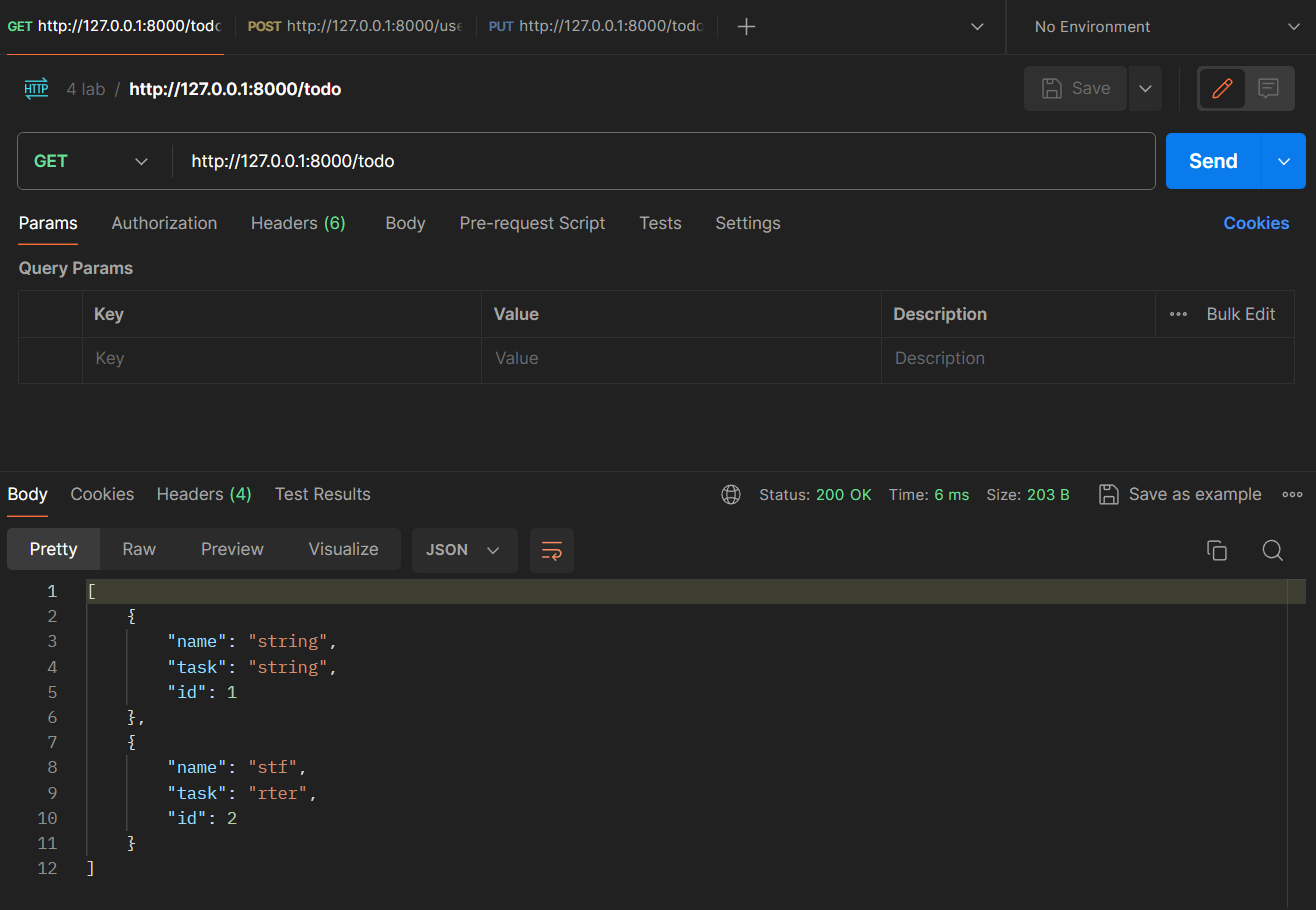 GET http://127.0.0.1:8000/todo POST http://127.0.0.1:8000/use PUT http://127.0.0.1:8000/todo No Environment
HTTP 4 lab / http://127.0.0.1:8000/todo Save
GET http://127.0.0.1:8000/todo Send
Params Authorization Headers (6) Body Pre-request Script Tests Settings Cookies
Query Params
Key Value Description Bulk Edit
Key Value Description
Body Cookies Headers (4) Test Results Status: 200 OK Time: 6 ms Size: 203 B Save as example
Pretty Raw Preview Visualize JSON
1 [
2 {
3 "name": "string",
4 "task": "string",
5 "id": 1
6 },
7 {
8 "name": "stf",
9 "task": "rter",
10 "id": 2
11 }
12 ]